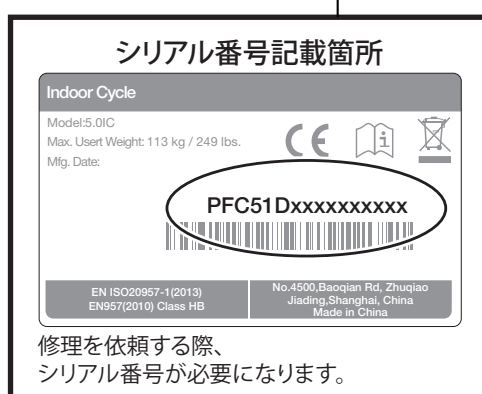 シリアル番号記載箇所
Indoor Cycle
Model:5.0IC
Max. Usert Weight: 113 kg / 249 lbs.
Mfg. Date:
PFC51Dxxxxxxxxxx
EN ISO20957-1(2013)
EN957(2010) Class HB
No.4500,Baoqian Rd, Zhuqiao
Jiading,Shanghai, China
Made in China
修理を依頼する際、
シリアル番号が必要になります。